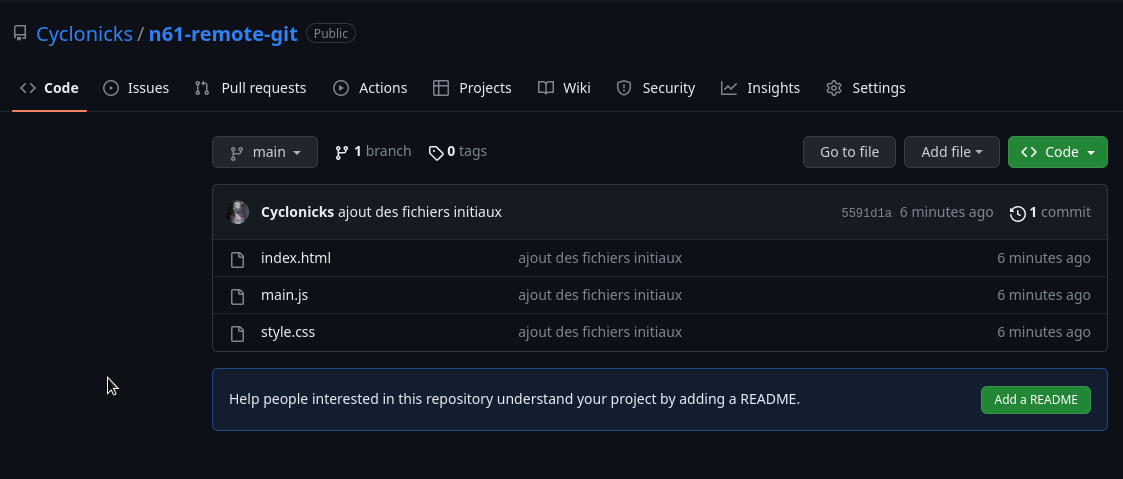 Cyclonicks / n61-remote-git Public
Code Issues Pull requests Actions Projects Wiki Security Insights Settings
main 1 branch 0 tags Go to file Add file Code
Cyclonicks ajout des fichiers initiaux 5591d1a 6 minutes ago 1 commit
index.html ajout des fichiers initiaux 6 minutes ago
main.js ajout des fichiers initiaux 6 minutes ago
style.css ajout des fichiers initiaux 6 minutes ago
Help people interested in this repository understand your project by adding a README. Add a README